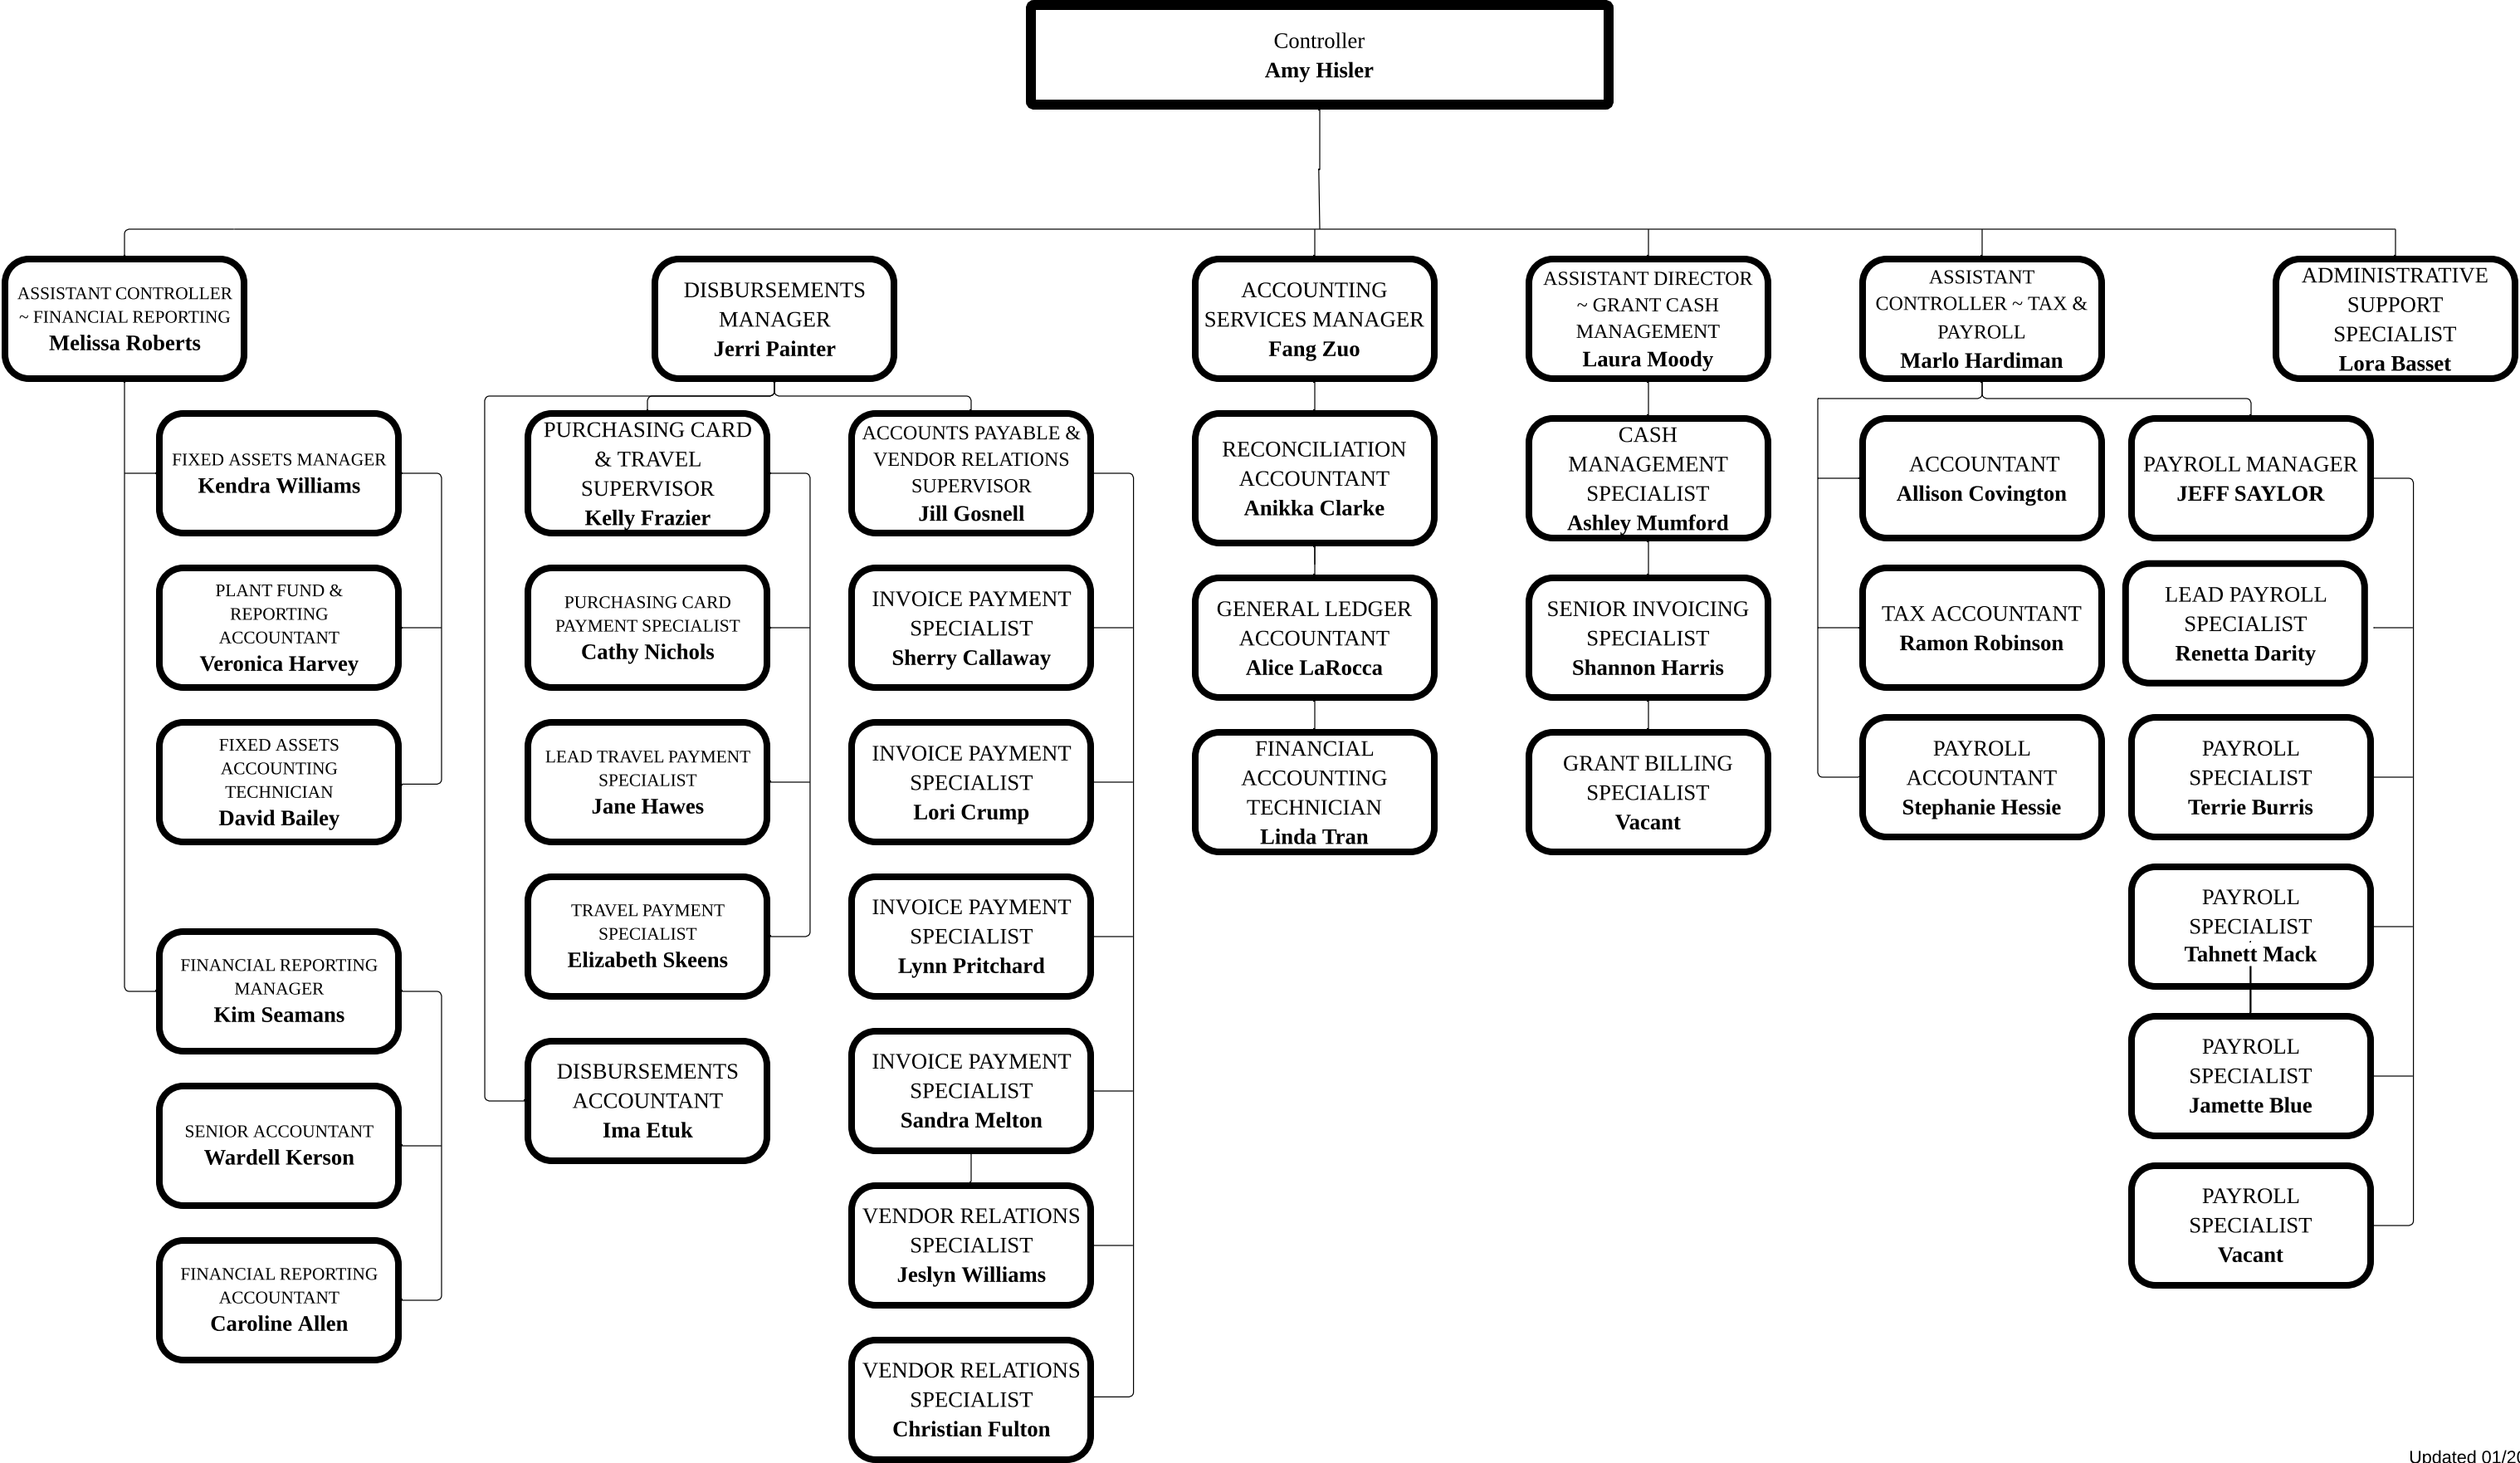 Controller
Amy Hisler
ASSISTANT CONTROLLER
~ FINANCIAL REPORTING
Melissa Roberts
FIXED ASSETS MANAGER
Kendra Williams
PLANT FUND &
REPORTING
ACCOUNTANT
Veronica Harvey
FIXED ASSETS
ACCOUNTING
TECHNICIAN
David Bailey
FINANCIAL REPORTING
MANAGER
Kim Seamans
SENIOR ACCOUNTANT
Wardell Kerson
FINANCIAL REPORTING
ACCOUNTANT
Caroline Allen
DISBURSEMENTS
MANAGER
Jerri Painter
PURCHASING CARD
& TRAVEL
SUPERVISOR
Kelly Frazier
PURCHASING CARD
PAYMENT SPECIALIST
Cathy Nichols
LEAD TRAVEL PAYMENT
SPECIALIST
Jane Hawes
TRAVEL PAYMENT
SPECIALIST
Elizabeth Skeens
DISBURSEMENTS
ACCOUNTANT
Ima Etuk
ACCOUNTS PAYABLE &
VENDOR RELATIONS
SUPERVISOR
Jill Gosnell
INVOICE PAYMENT
SPECIALIST
Sherry Callaway
INVOICE PAYMENT
SPECIALIST
Lori Crump
INVOICE PAYMENT
SPECIALIST
Lynn Pritchard
INVOICE PAYMENT
SPECIALIST
Sandra Melton
VENDOR RELATIONS
SPECIALIST
Jeslyn Williams
VENDOR RELATIONS
SPECIALIST
Christian Fulton
ACCOUNTING
SERVICES MANAGER
Fang Zuo
RECONCILIATION
ACCOUNTANT
Anikka Clarke
GENERAL LEDGER
ACCOUNTANT
Alice LaRocca
FINANCIAL
ACCOUNTING
TECHNICIAN
Linda Tran
ASSISTANT DIRECTOR
~ GRANT CASH
MANAGEMENT
Laura Moody
CASH
MANAGEMENT
SPECIALIST
Ashley Mumford
SENIOR INVOICING
SPECIALIST
Shannon Harris
GRANT BILLING
SPECIALIST
Vacant
ASSISTANT
CONTROLLER ~ TAX &
PAYROLL
Marlo Hardiman
ACCOUNTANT
Allison Covington
TAX ACCOUNTANT
Ramon Robinson
PAYROLL
ACCOUNTANT
Stephanie Hessie
PAYROLL MANAGER
JEFF SAYLOR
LEAD PAYROLL
SPECIALIST
Renetta Darity
PAYROLL
SPECIALIST
Terrie Burris
PAYROLL
SPECIALIST
Tahnett Mack
PAYROLL
SPECIALIST
Jamette Blue
PAYROLL
SPECIALIST
Vacant
ADMINISTRATIVE
SUPPORT
SPECIALIST
Lora Basset
Updated